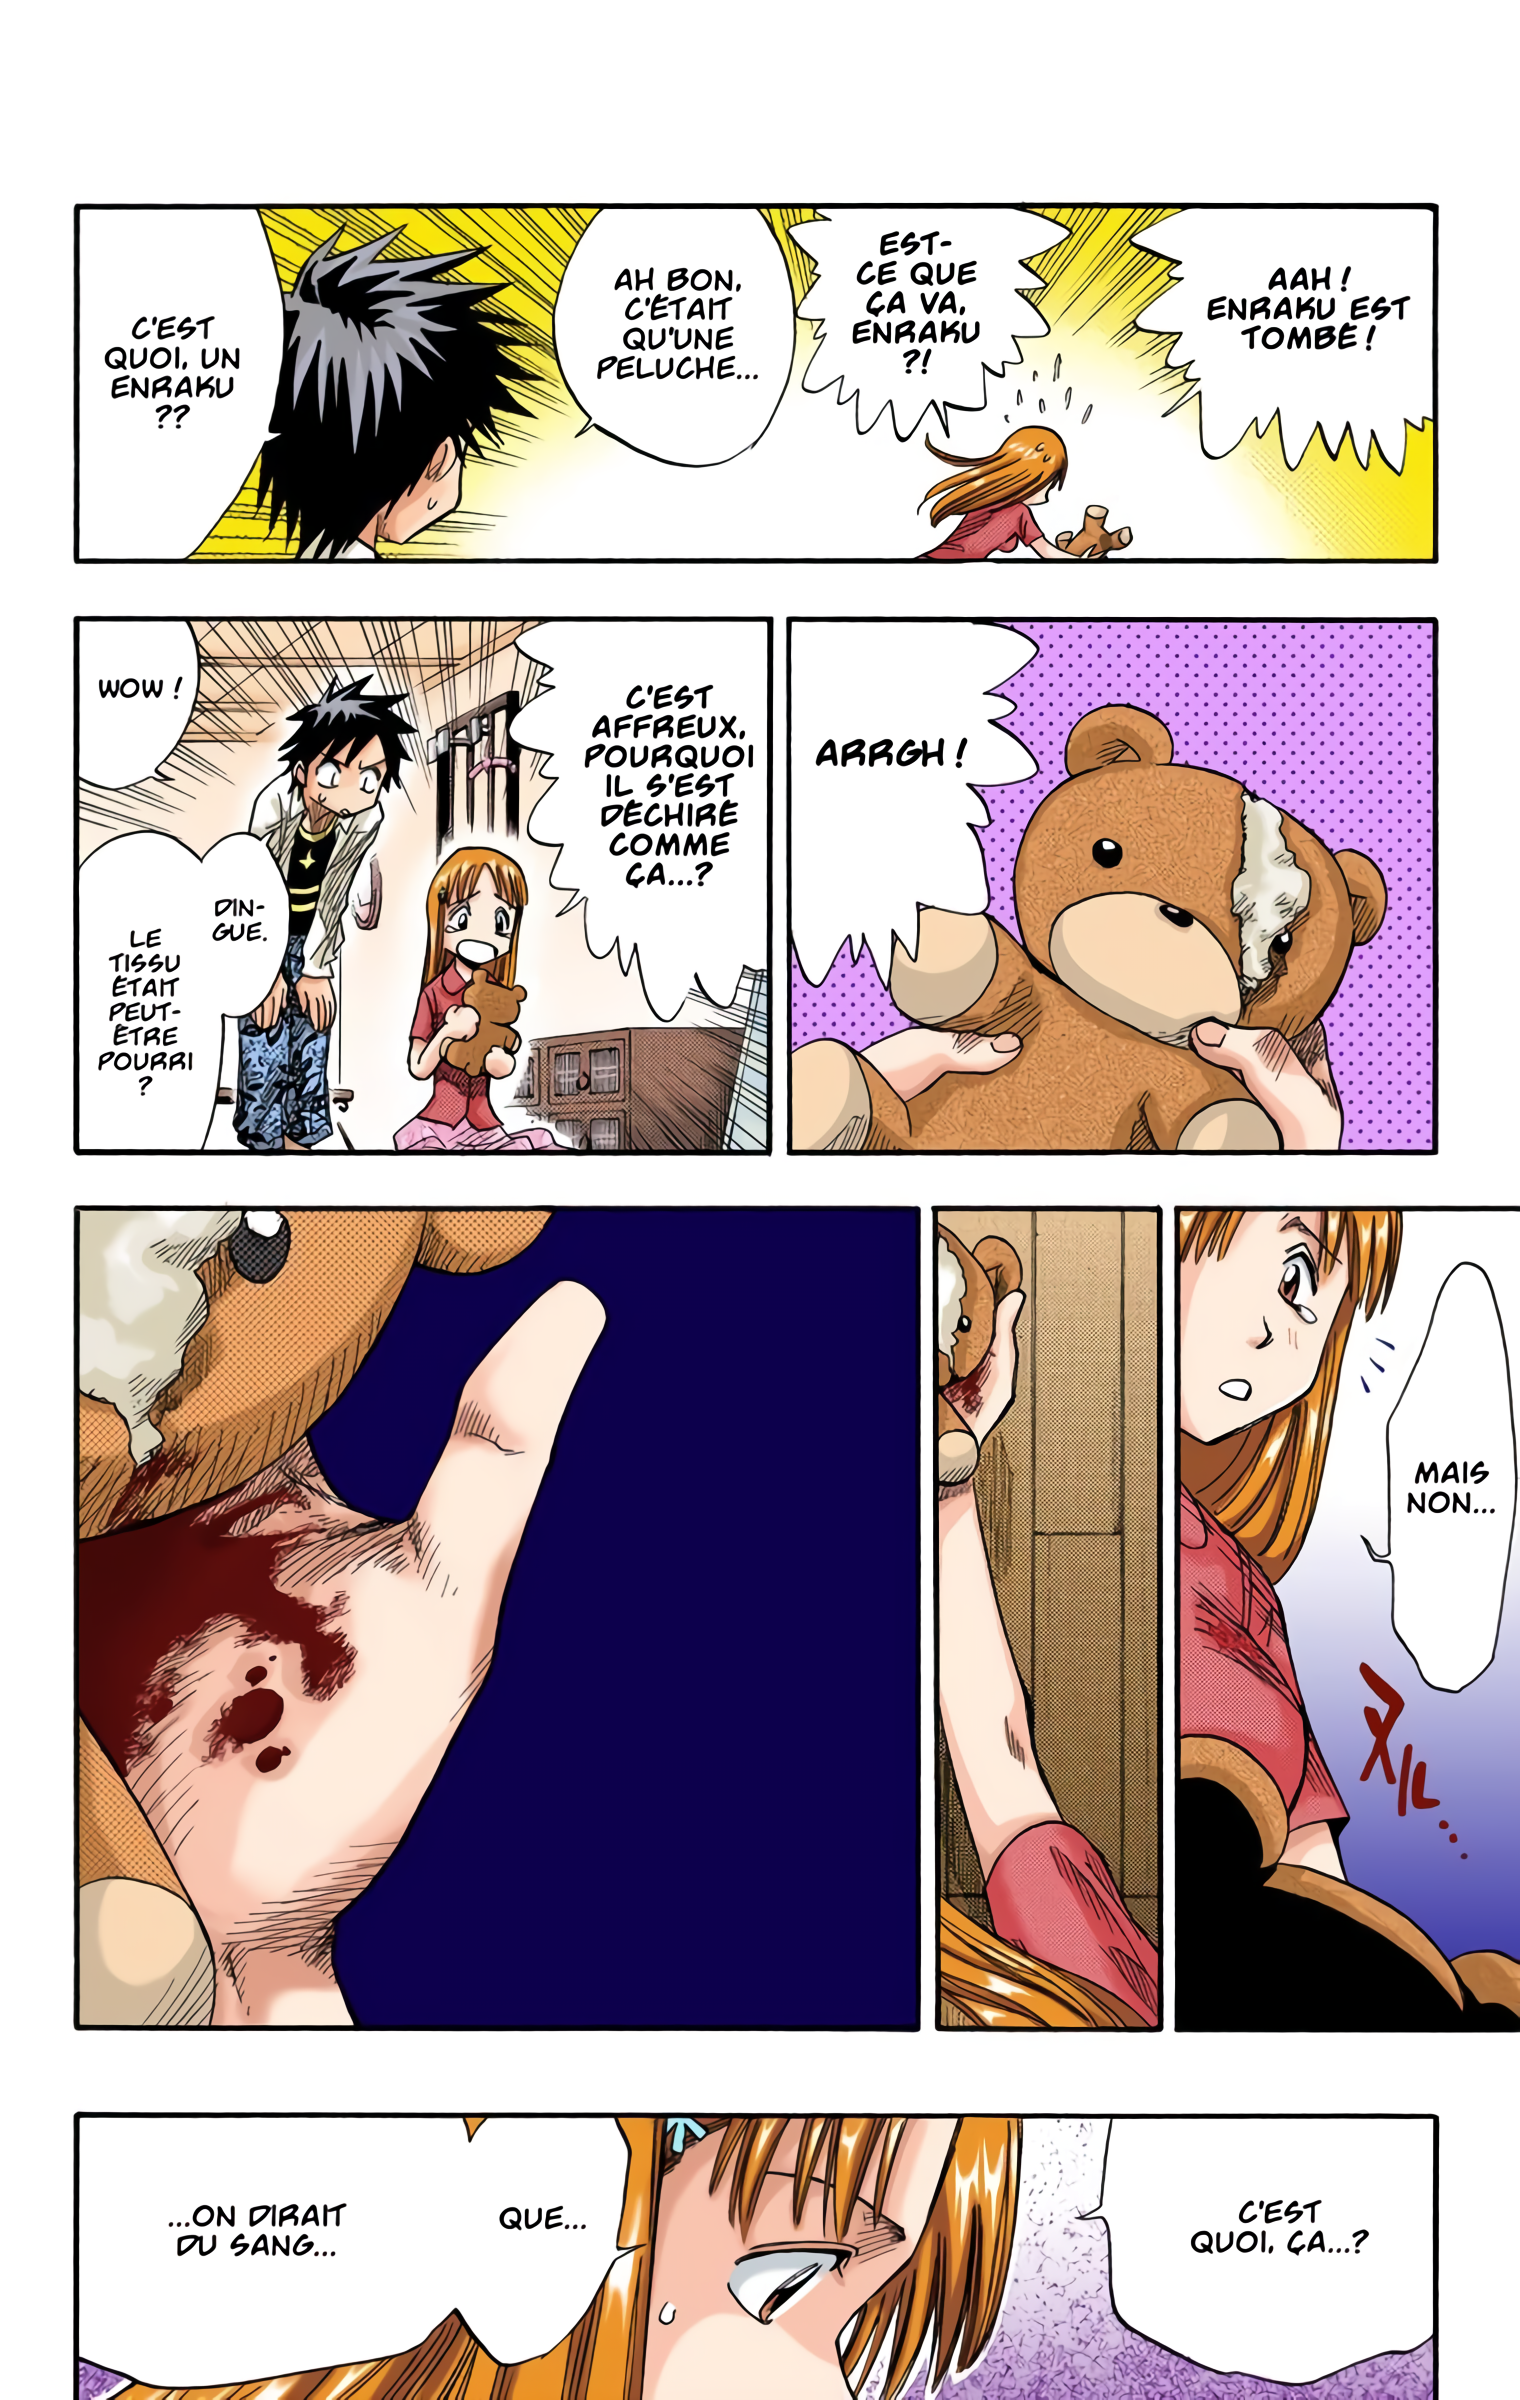 AAH !
ENRAKU EST
TOMBÉ !
EST-
CE QUE
ÇA VA,
ENRAKU
?!
AH BON,
C'ÉTAIT
QU'UNE
PELUCHE...
C'EST
QUOI, UN
ENRAKU
??
ARRGH !
C'EST
AFFREUX,
POURQUOI
IL S'EST
DÉCHIRÉ
COMME
ÇA...?
WOW !
DIN-
GUE.
LE
TISSU
ÉTAIT
PEUT-
ÊTRE
POURRI
?
MAIS
NON...
C'EST
QUOI, ÇA...?
QUE...
...ON DIRAIT
DU SANG...